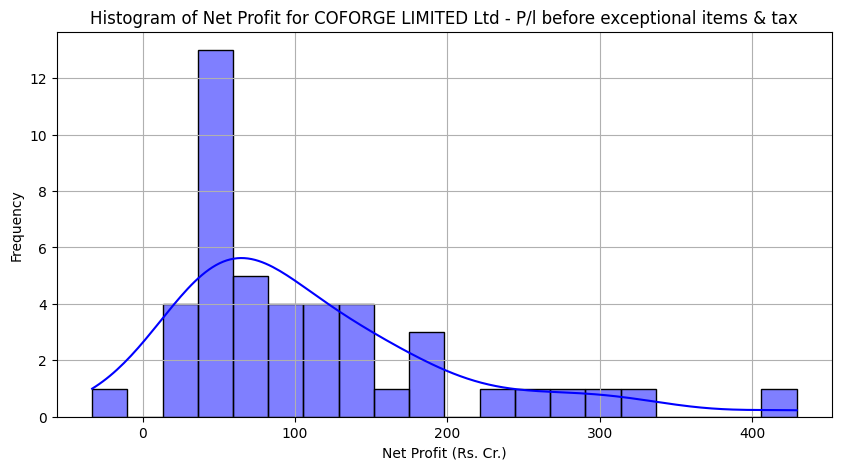 Histogram of Net Profit for COFORGE LIMITED Ltd - P/l before exceptional items & tax
12
10
8
6
4
2
0
Frequency
0 100 200 300 400
Net Profit (Rs. Cr.)